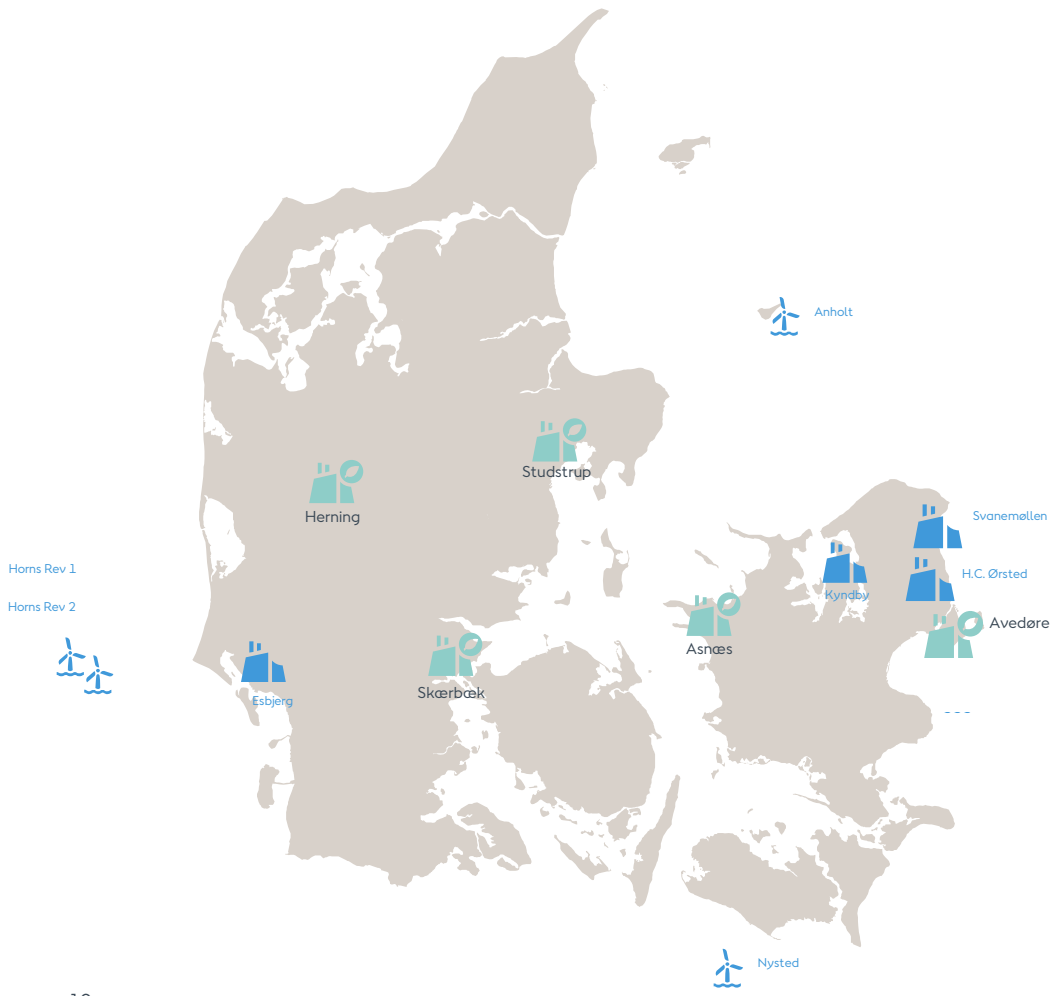 Anholt
Studstrup
Herning
Svanemøllen
Horns Rev 1
H.C. Ørsted
Kyndby
Horns Rev 2
Avedøre
Asnæs
Skærbæk
Esbjerg
Nysted